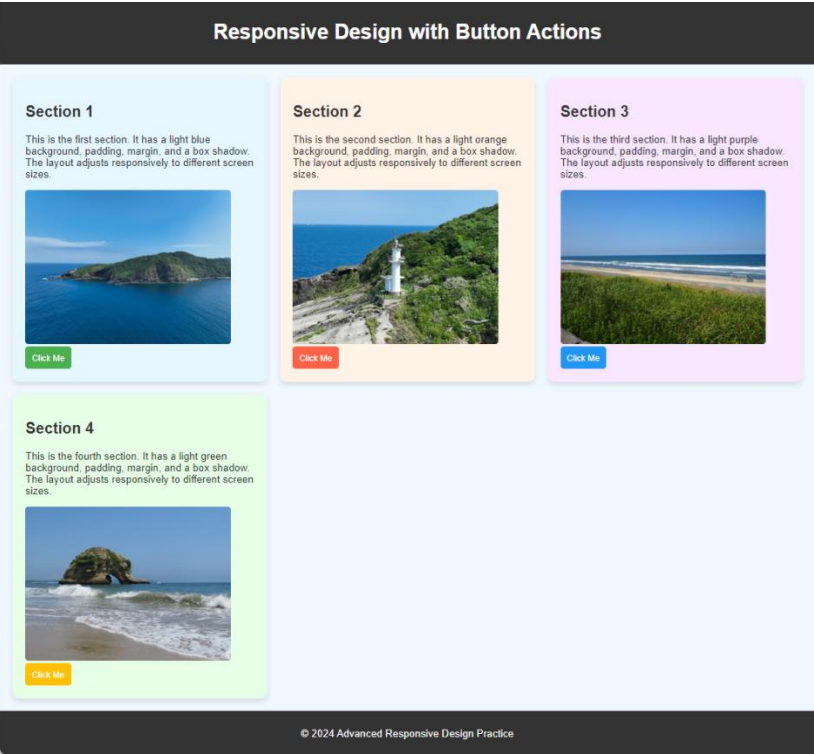 Responsive Design with Button Actions
Section 1
This is the first section. It has a light blue
background, padding, margin, and a box shadow.
The layout adjusts responsively to different screen
sizes.
Click Me
Section 2
This is the second section. It has a light orange
background, padding, margin, and a box shadow.
The layout adjusts responsively to different screen
sizes.
Click Me
Section 3
This is the third section. It has a light purple
background, padding, margin, and a box shadow.
The layout adjusts responsively to different screen
sizes.
Click Me
Section 4
This is the fourth section. It has a light green
background, padding, margin, and a box shadow.
The layout adjusts responsively to different screen
sizes.
Click Me
© 2024 Advanced Responsive Design Practice